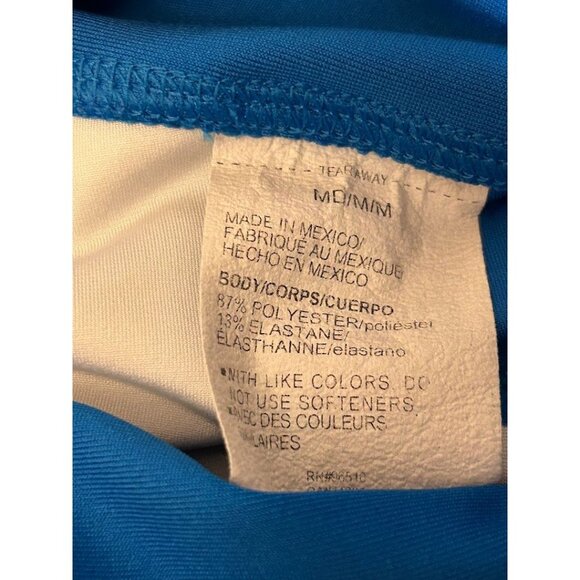 TEAR AWAY
MD/M/M
MADE IN MEXICO/
FABRIQUÉ AU MEXIQUE
HECHO EN MEXICO
BODY/CORPS/CUERPO
87% POLYESTER/poliéster
13% ELASTANE/
ÉLASTHANNE/elastano
*WITH LIKE COLORS, DO
NOT USE SOFTENERS,
*AVEC DES COULEURS
LAIRES